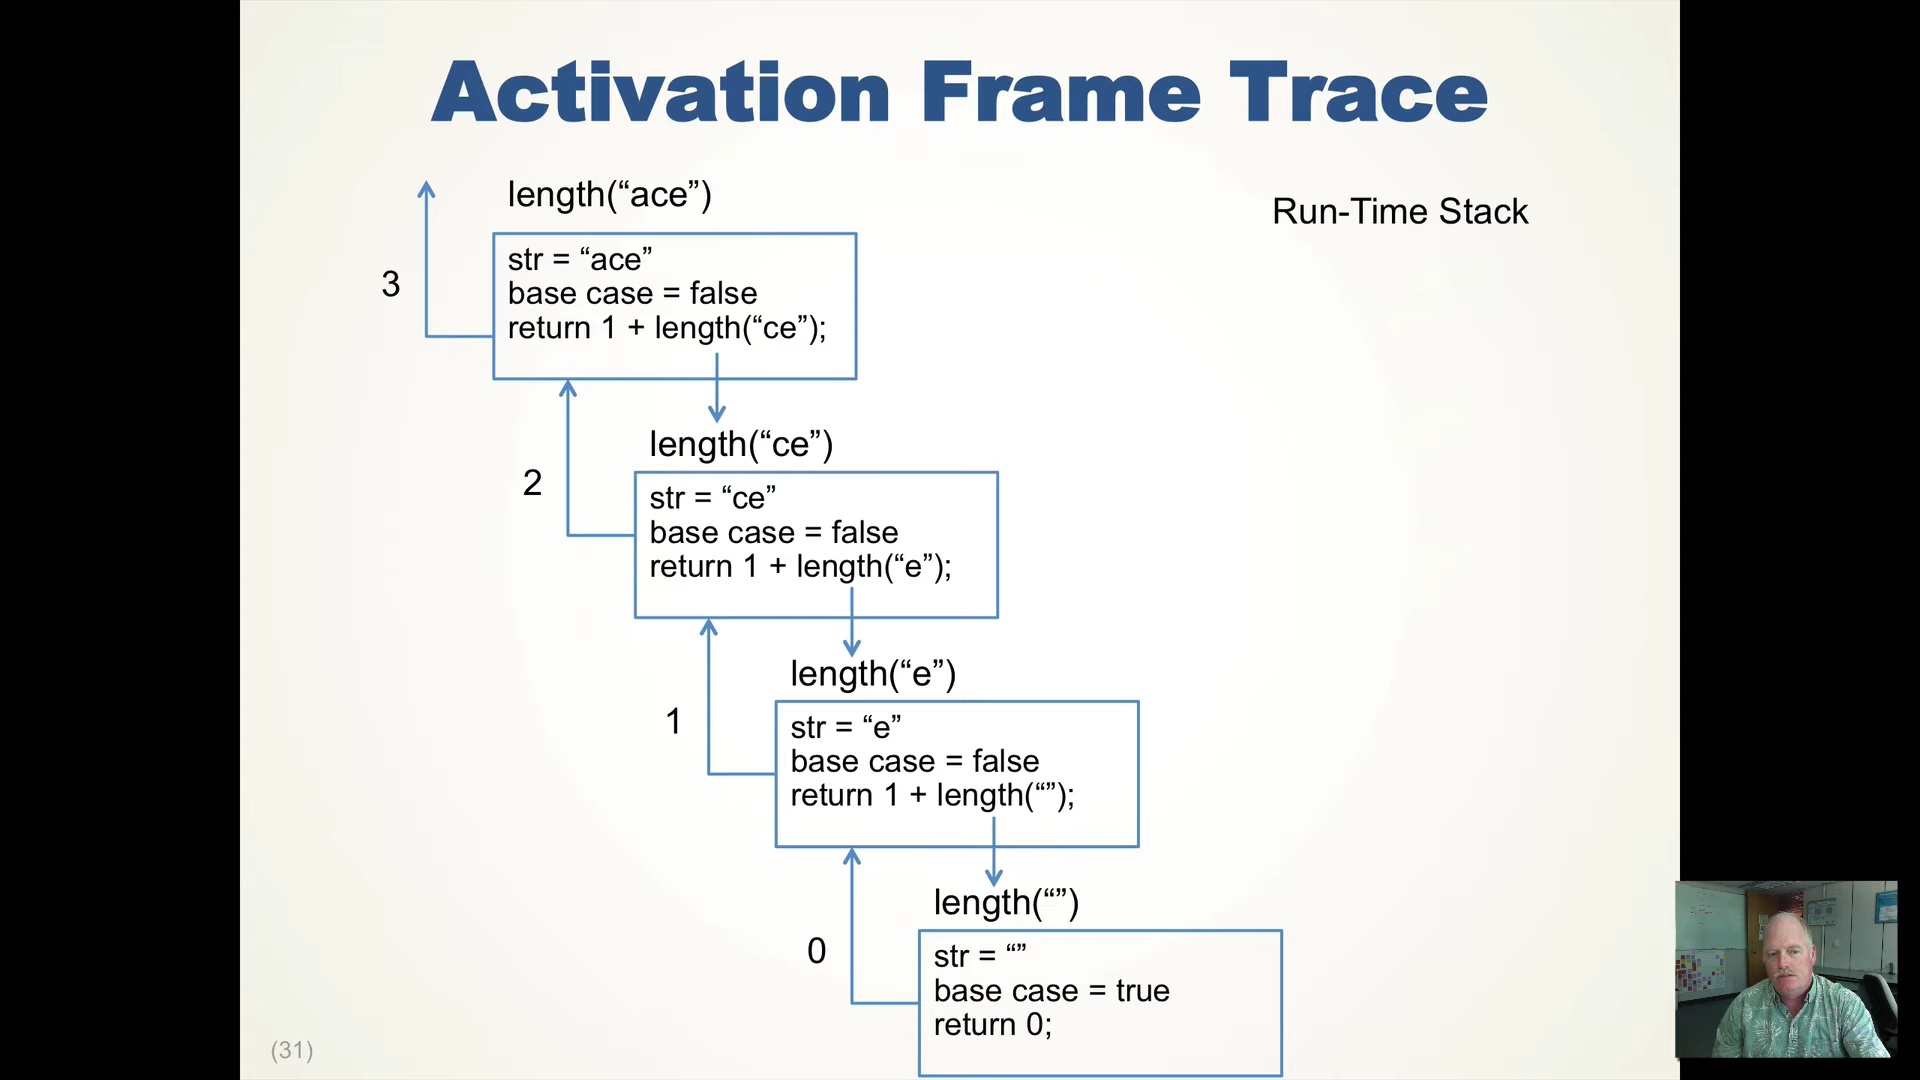 Activation Frame Trace
length(“ace”)
Run-Time Stack
str = “ace”
base case = false
return 1 + length(“ce”);
3
length(“ce”)
2
str = “ce”
base case = false
return 1 + length(“e”);
length(“e”)
1
str = “e”
base case = false
return 1 + length(“”);
length(“”)
0
str = “”
base case = true
return 0;
(31)